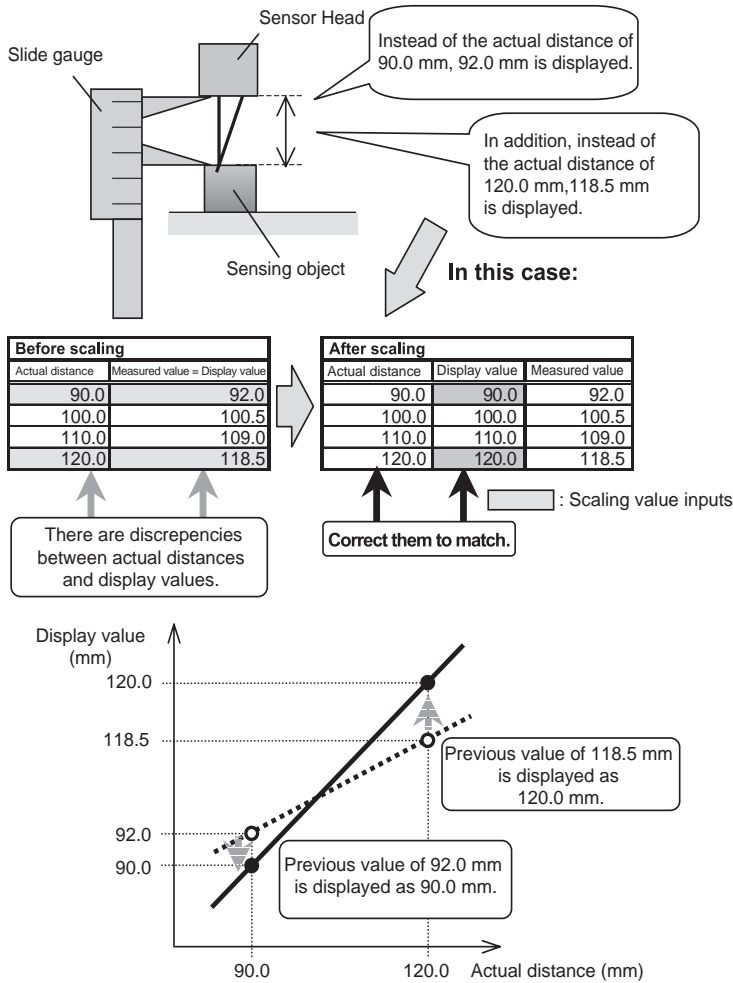 Sensor Head
Slide gauge
Instead of the actual distance of
90.0 mm, 92.0 mm is displayed.
In addition, instead of
the actual distance of
120.0 mm,118.5 mm
is displayed.
Sensing object
In this case:
Before scaling
Actual distance Measured value = Display value
90.0 92.0
100.0 100.5
110.0 109.0
120.0 118.5
After scaling
Actual distance Display value Measured value
90.0 90.0 92.0
100.0 100.0 100.5
110.0 110.0 109.0
120.0 120.0 118.5
: Scaling value inputs
There are discrepencies
between actual distances
and display values.
Correct them to match.
Display value
(mm)
120.0
118.5
92.0
90.0
Previous value of 118.5 mm
is displayed as
120.0 mm.
Previous value of 92.0 mm
is displayed as 90.0 mm.
90.0 120.0 Actual distance (mm)